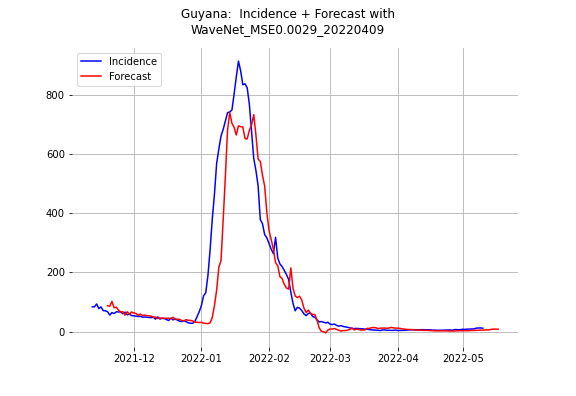 Guyana:  Incidence + Forecast with
WaveNet_MSE0.0029_20220409
Incidence
Forecast
800
600
400
200
0
2021-12
2022-01
2022-02
2022-03
2022-04
2022-05